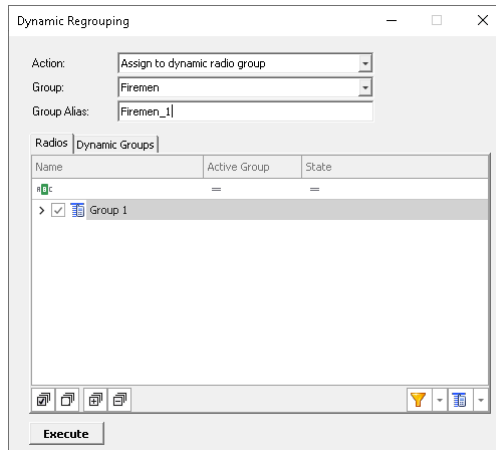 Dynamic Regrouping
Action: Assign to dynamic radio group
Group: Firemen
Group Alias: Firemen_1
Radios Dynamic Groups
Name Active Group State
= =
Group 1
Execute